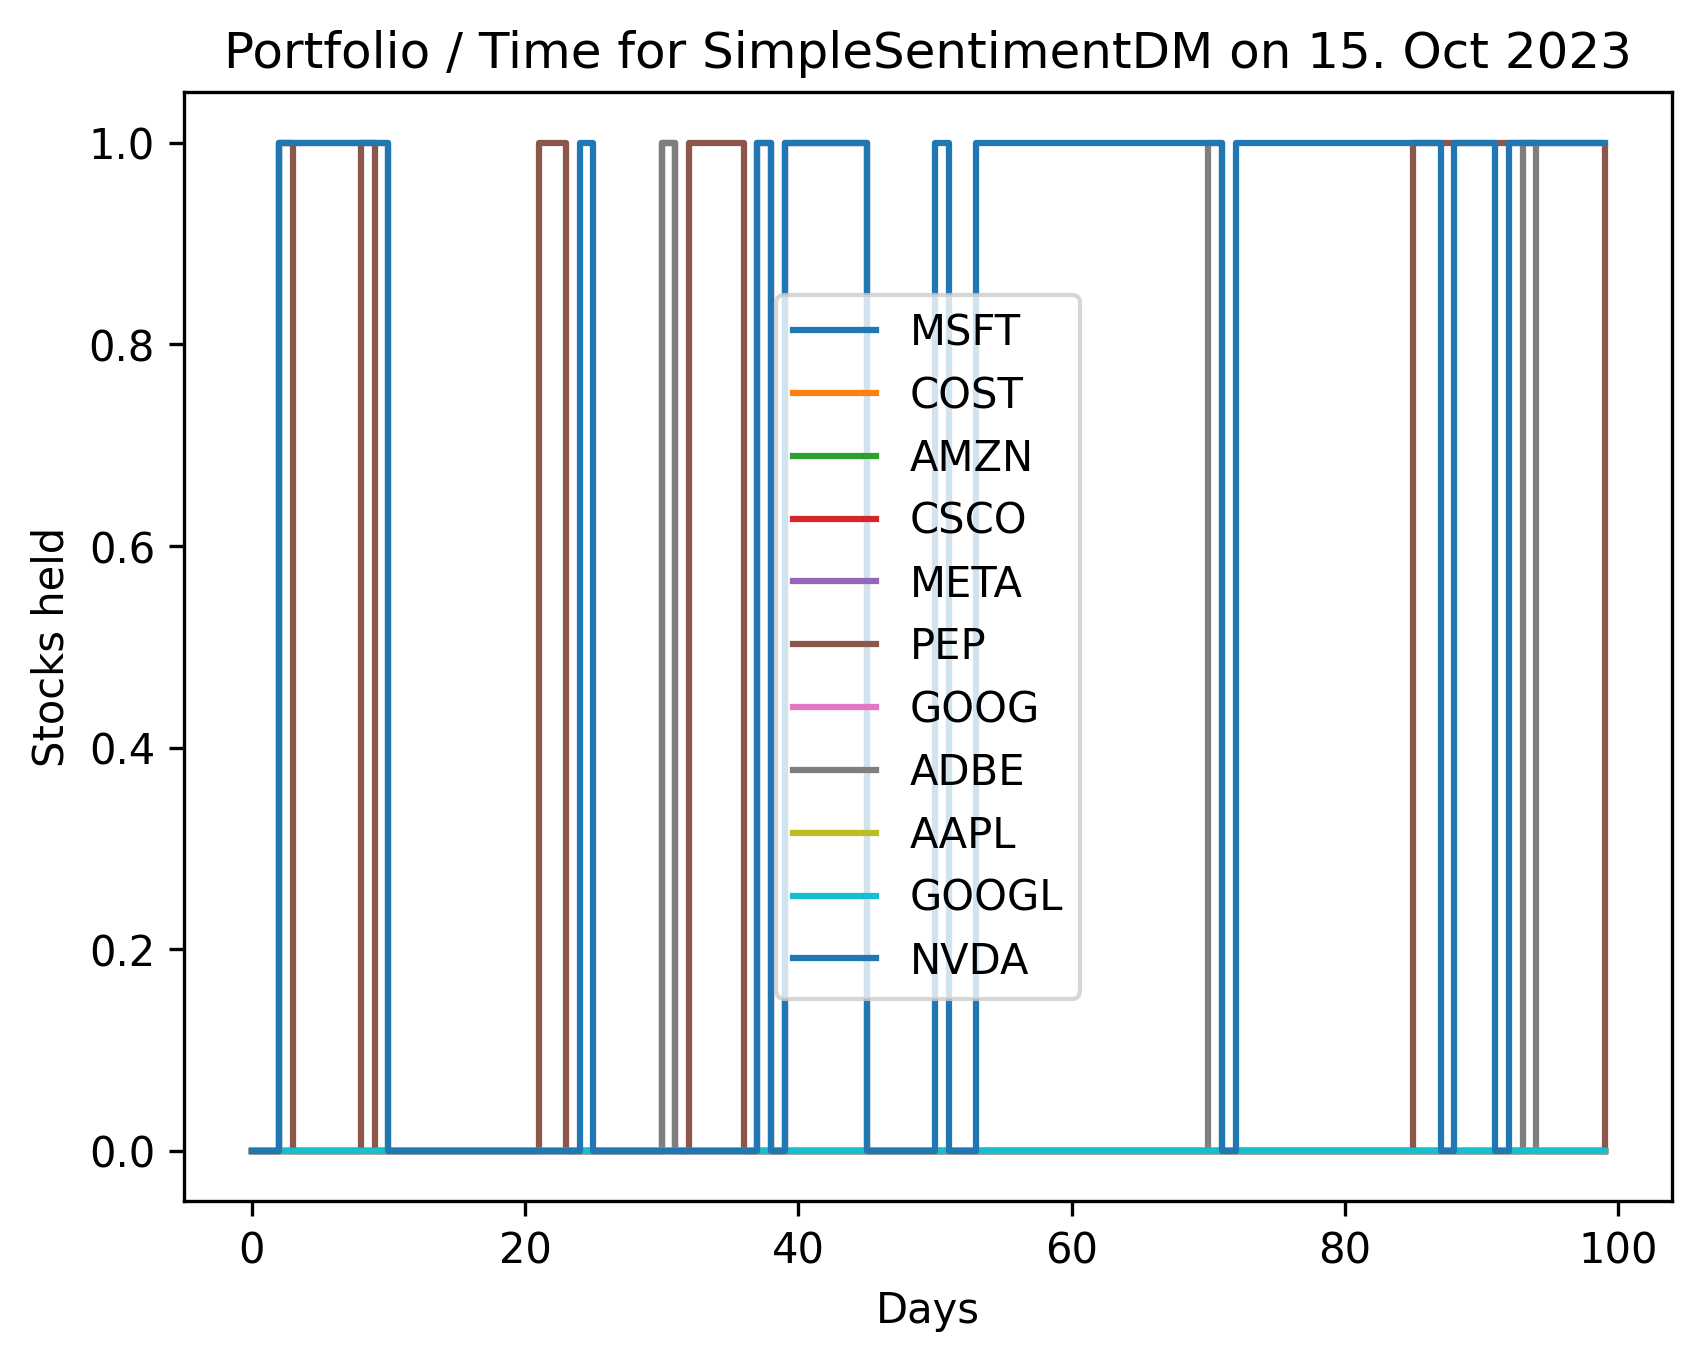 Portfolio / Time for SimpleSentimentDM on 15. Oct 2023
1.0
0.8
0.6
0.4
0.2
0.0
Stocks held
MSFT
COST
AMZN
CSCO
META
PEP
GOOG
ADBE
AAPL
GOOGL
NVDA
0 20 40 60 80 100
Days